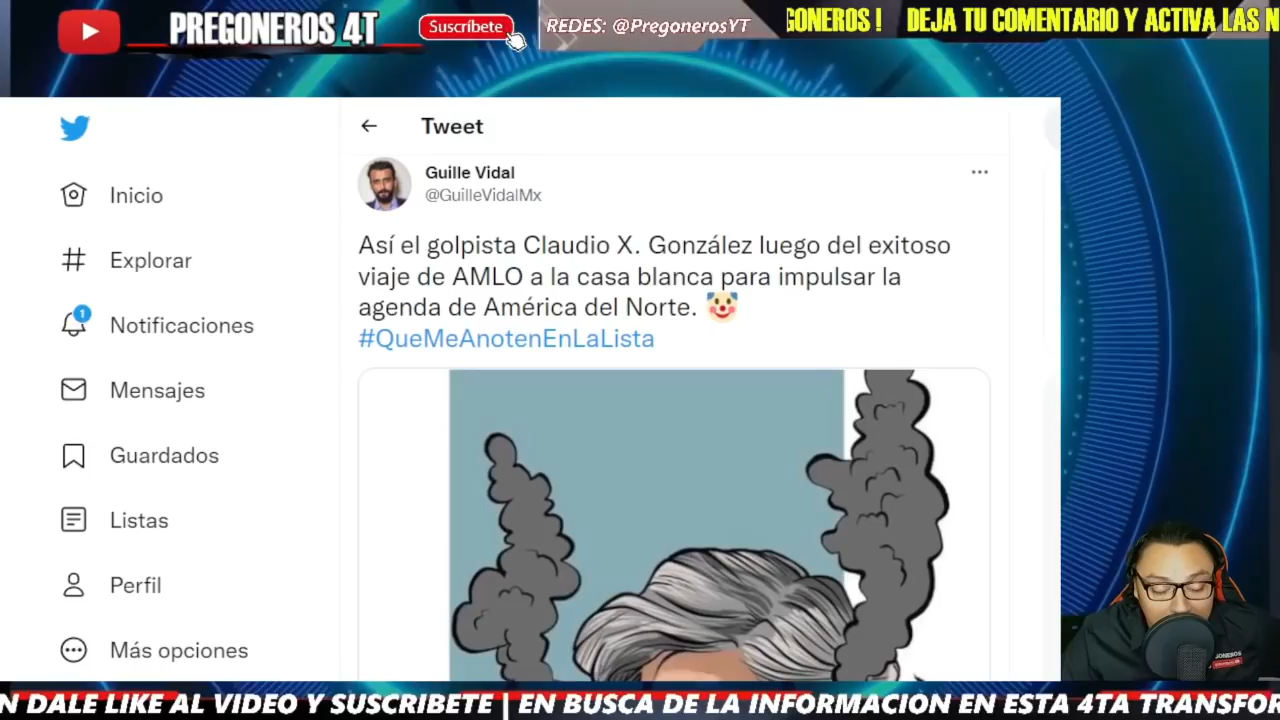 PREGONEROS 4T
Suscríbete
REDES: @PregonerosYT
GONEROS ! DEJA TU COMENTARIO Y ACTIVA LAS N
Tweet
Guille Vidal
@GuilleVidalMx
Así el golpista Claudio X. González luego del exitoso
viaje de AMLO a la casa blanca para impulsar la
agenda de América del Norte. 🤡
#QueMeAnotenEnLaLista
Inicio
Explorar
1
Notificaciones
Mensajes
Guardados
Listas
Perfil
Más opciones
N DALE LIKE AL VIDEO Y SUSCRIBETE | EN BUSCA DE LA INFORMACIÓN EN ESTA 4TA TRANSFOR